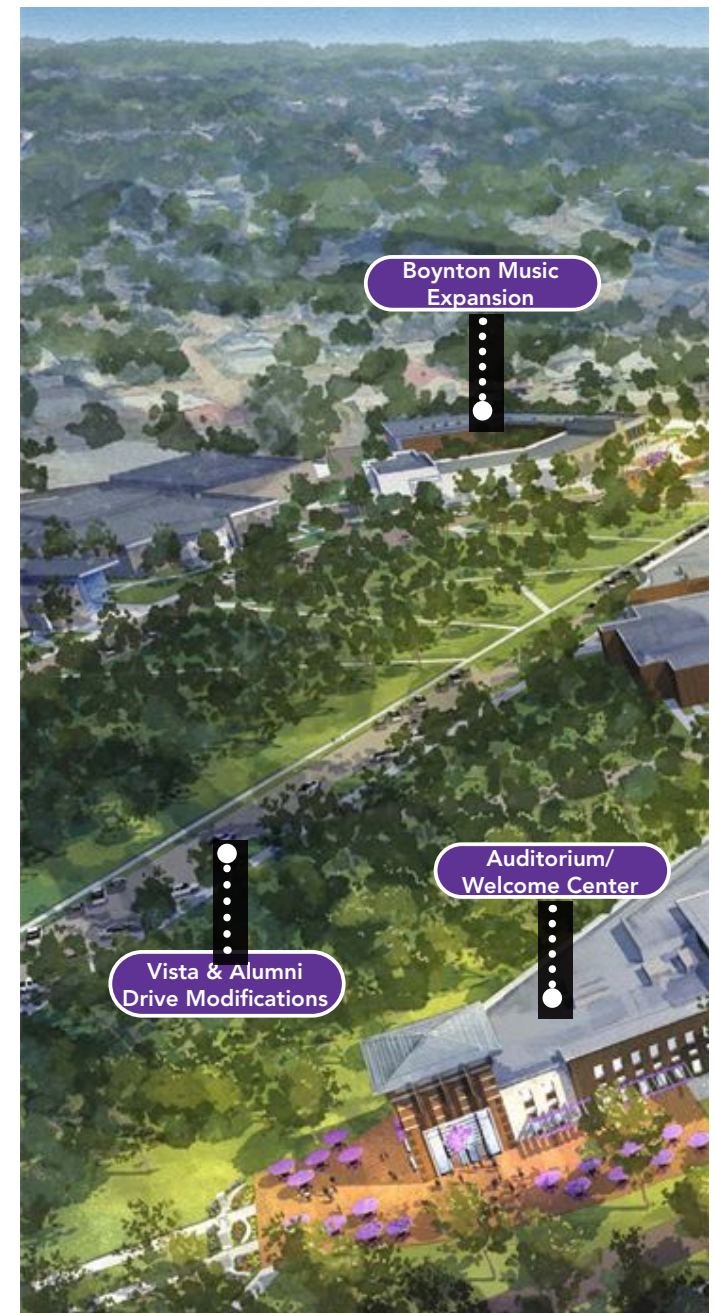 Boynton Music
Expansion
Auditorium/
Welcome Center
Vista & Alumni
Drive Modifications